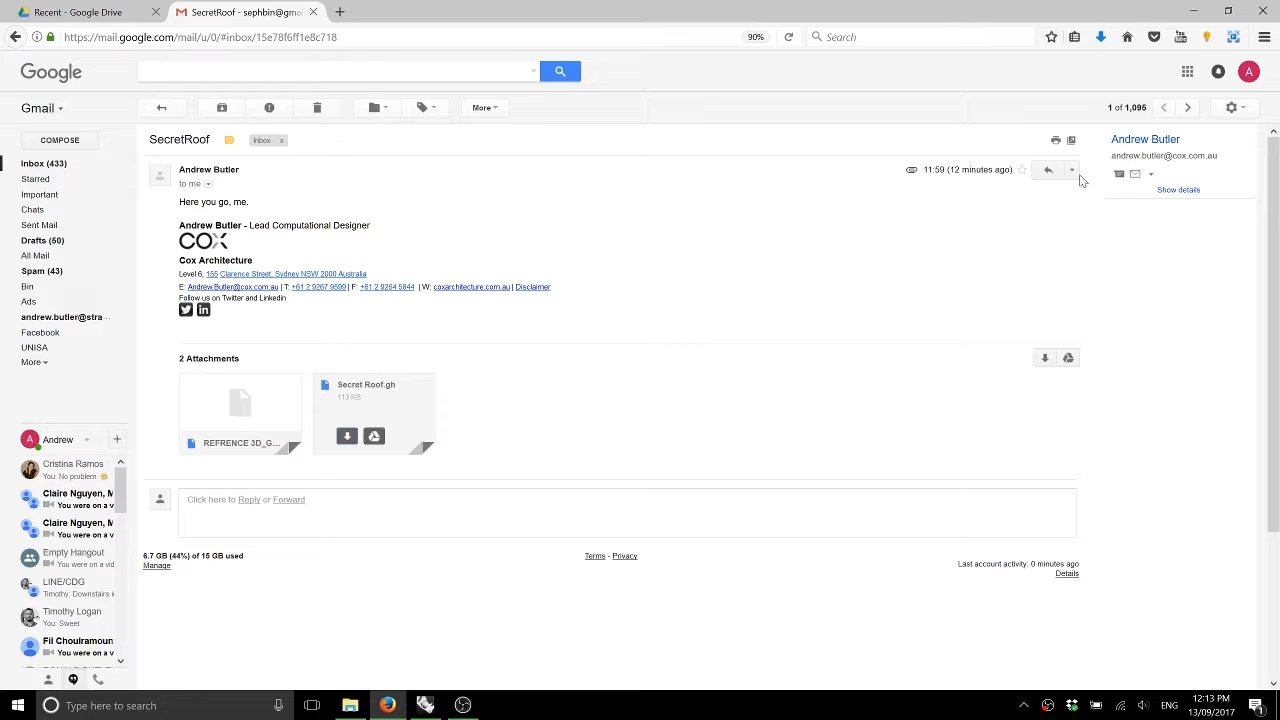 Recent - Google Drive
SecretRoof - sephbin@gmai
https://mail.google.com/mail/u/0/#inbox/15e78f6ff1e8c718
90%
Search
You Tube
Google
A
Gmail
More
1 of 1,095
COMPOSE
SecretRoof
Inbox x
Andrew Butler
andrew.butler@cox.com.au
Show details
Inbox (433)
Starred
Important
Chats
Sent Mail
Drafts (50)
All Mail
Spam (43)
Bin
Ads
andrew.butler@stra...
Facebook
UNISA
More
Andrew Butler
to me
11:59 (12 minutes ago)
Here you go, me.
Andrew Butler - Lead Computational Designer
COX
Cox Architecture
Level 6, 155 Clarence Street, Sydney NSW 2000 Australia
E: Andrew.Butler@cox.com.au | T: +61 2 9267 9599 | F: +61 2 9264 5844 | W: coxarchitecture.com.au | Disclaimer
Follow us on Twitter and Linkedin
in
2 Attachments
REFRENCE 3D_G...
Secret Roof.gh
113 KB
A
Andrew
Cristina Ramos
You: No problem
Claire Nguyen, M
You were on a v
Claire Nguyen, M
You were on a v
Empty Hangout
You were on a vid
LINE/CDG
Timothy: Downstairs i
Timothy Logan
You: Sweet
Fil Choulramoun
You were on a v
Click here to Reply or Forward
6.7 GB (44%) of 15 GB used
Manage
Terms - Privacy
Last account activity: 0 minutes ago
Details
Type here to search
ENG
12:13 PM
13/09/2017
1